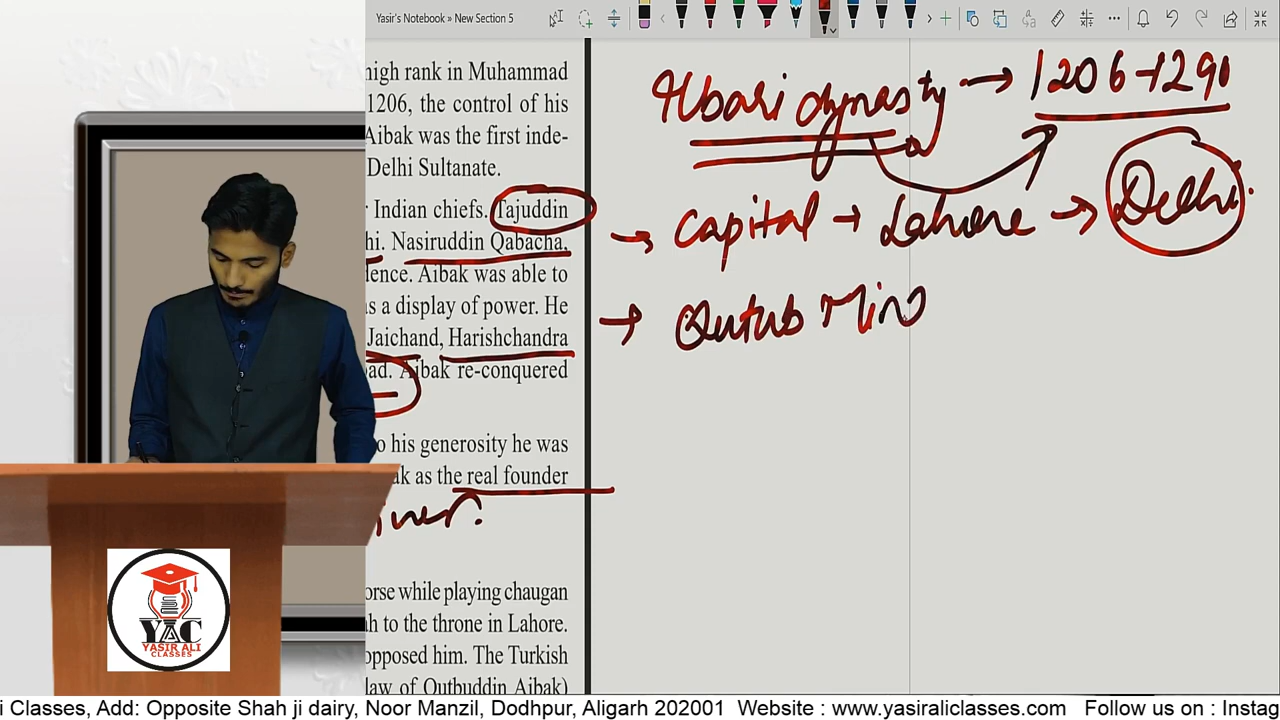 Yasir's Notebook » New Section 5
high rank in Muhammad
1206, the control of his
Aibak was the first inde-
Delhi Sultanate.
r Indian chiefs. Tajuddin
hi. Nasiruddin Qabacha,
dence. Aibak was able to
as a display of power. He
Jaichand, Harishchandra
bad. Aibak re-conquered
o his generosity he was
ak as the real founder
iver.
orse while playing chaugan
ah to the throne in Lahore.
opposed him. The Turkish
law of Qutbuddin Aibak)
Ilbari dynasty → 1206-1290
→ Capital → Lahore → Delhi.
→ Qutub Min
YAC
YASIR ALI
CLASSES
i Classes, Add: Opposite Shah ji dairy, Noor Manzil, Dodhpur, Aligarh 202001 Website : www.yasiraliclasses.com Follow us on : Instag